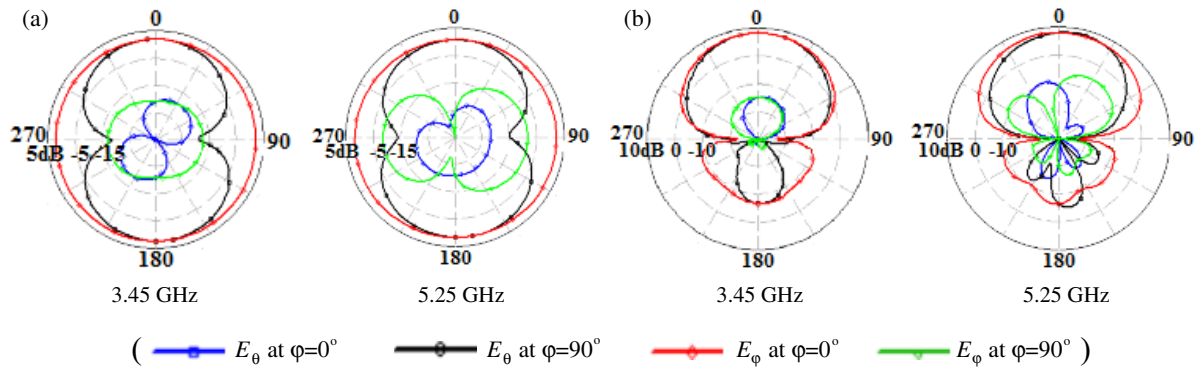 (a)
0
270
5dB -5 -15
90
180
3.45 GHz
0
270
5dB -5 -15
90
180
5.25 GHz
(b)
0
270
10dB 0 -10
90
180
3.45 GHz
0
270
10dB 0 -10
90
180
5.25 GHz
( Eθ at φ=0° Eθ at φ=90° Eφ at φ=0° Eφ at φ=90° )